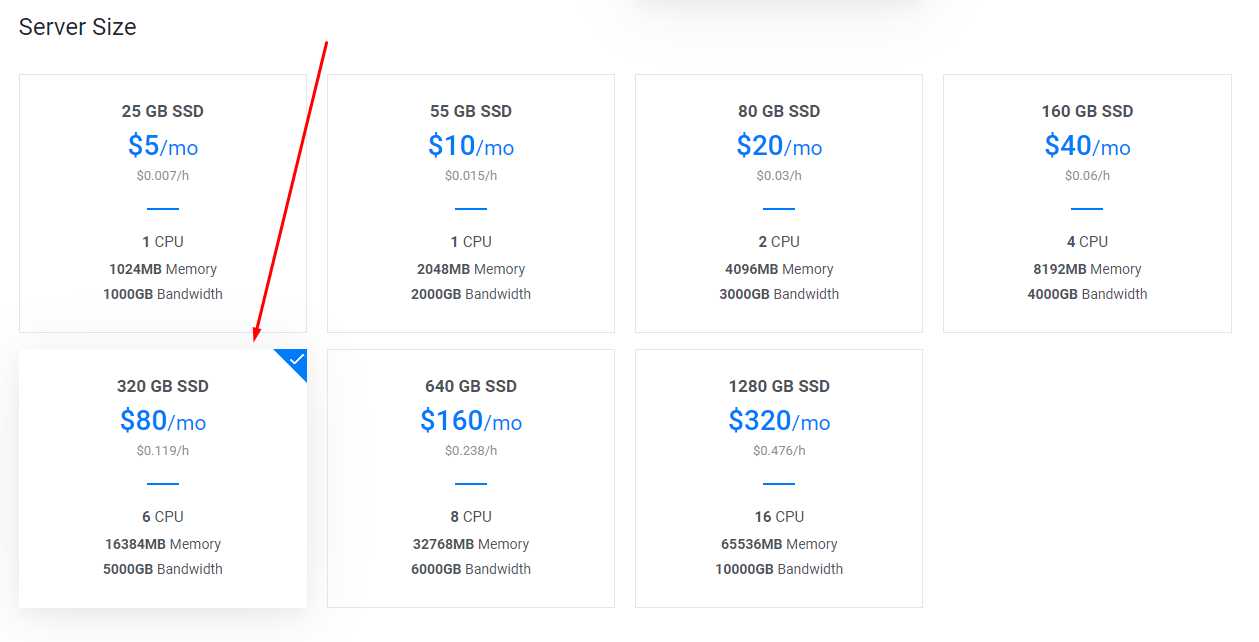 Server Size
25 GB SSD
$5/mo
$0.007/h
1 CPU
1024MB Memory
1000GB Bandwidth
55 GB SSD
$10/mo
$0.015/h
1 CPU
2048MB Memory
2000GB Bandwidth
80 GB SSD
$20/mo
$0.03/h
2 CPU
4096MB Memory
3000GB Bandwidth
160 GB SSD
$40/mo
$0.06/h
4 CPU
8192MB Memory
4000GB Bandwidth
320 GB SSD
$80/mo
$0.119/h
6 CPU
16384MB Memory
5000GB Bandwidth
640 GB SSD
$160/mo
$0.238/h
8 CPU
32768MB Memory
6000GB Bandwidth
1280 GB SSD
$320/mo
$0.476/h
16 CPU
65536MB Memory
10000GB Bandwidth